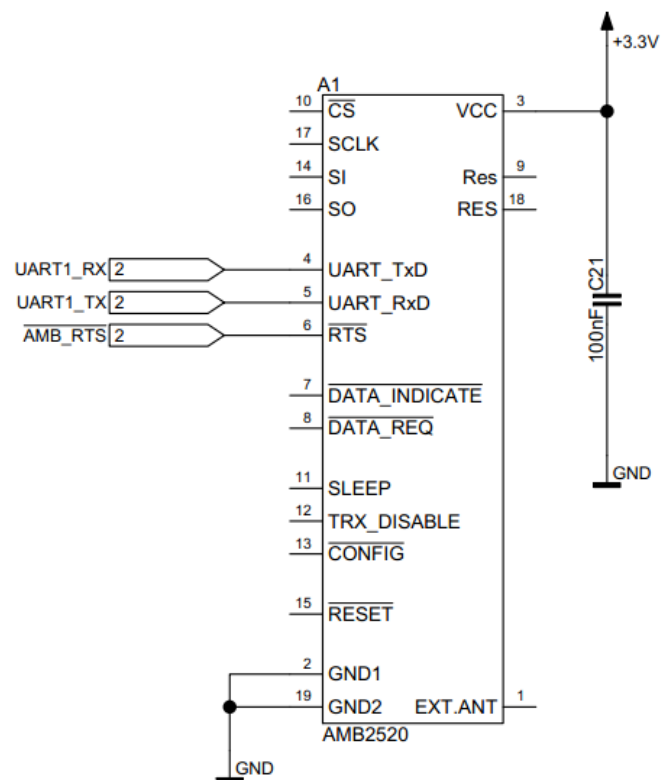 +3.3V
A1
10 CS VCC 3
17 SCLK
14 SI Res 9
16 SO RES 18
UART1_RX 2 4 UART_TxD
UART1_TX 2 5 UART_RxD
AMB_RTS 2 6 RTS
C21
100nF
7 DATA_INDICATE
8 DATA_REQ
GND
11 SLEEP
12 TRX_DISABLE
13 CONFIG
15 RESET
2 GND1
19 GND2 EXT.ANT 1
AMB2520
GND